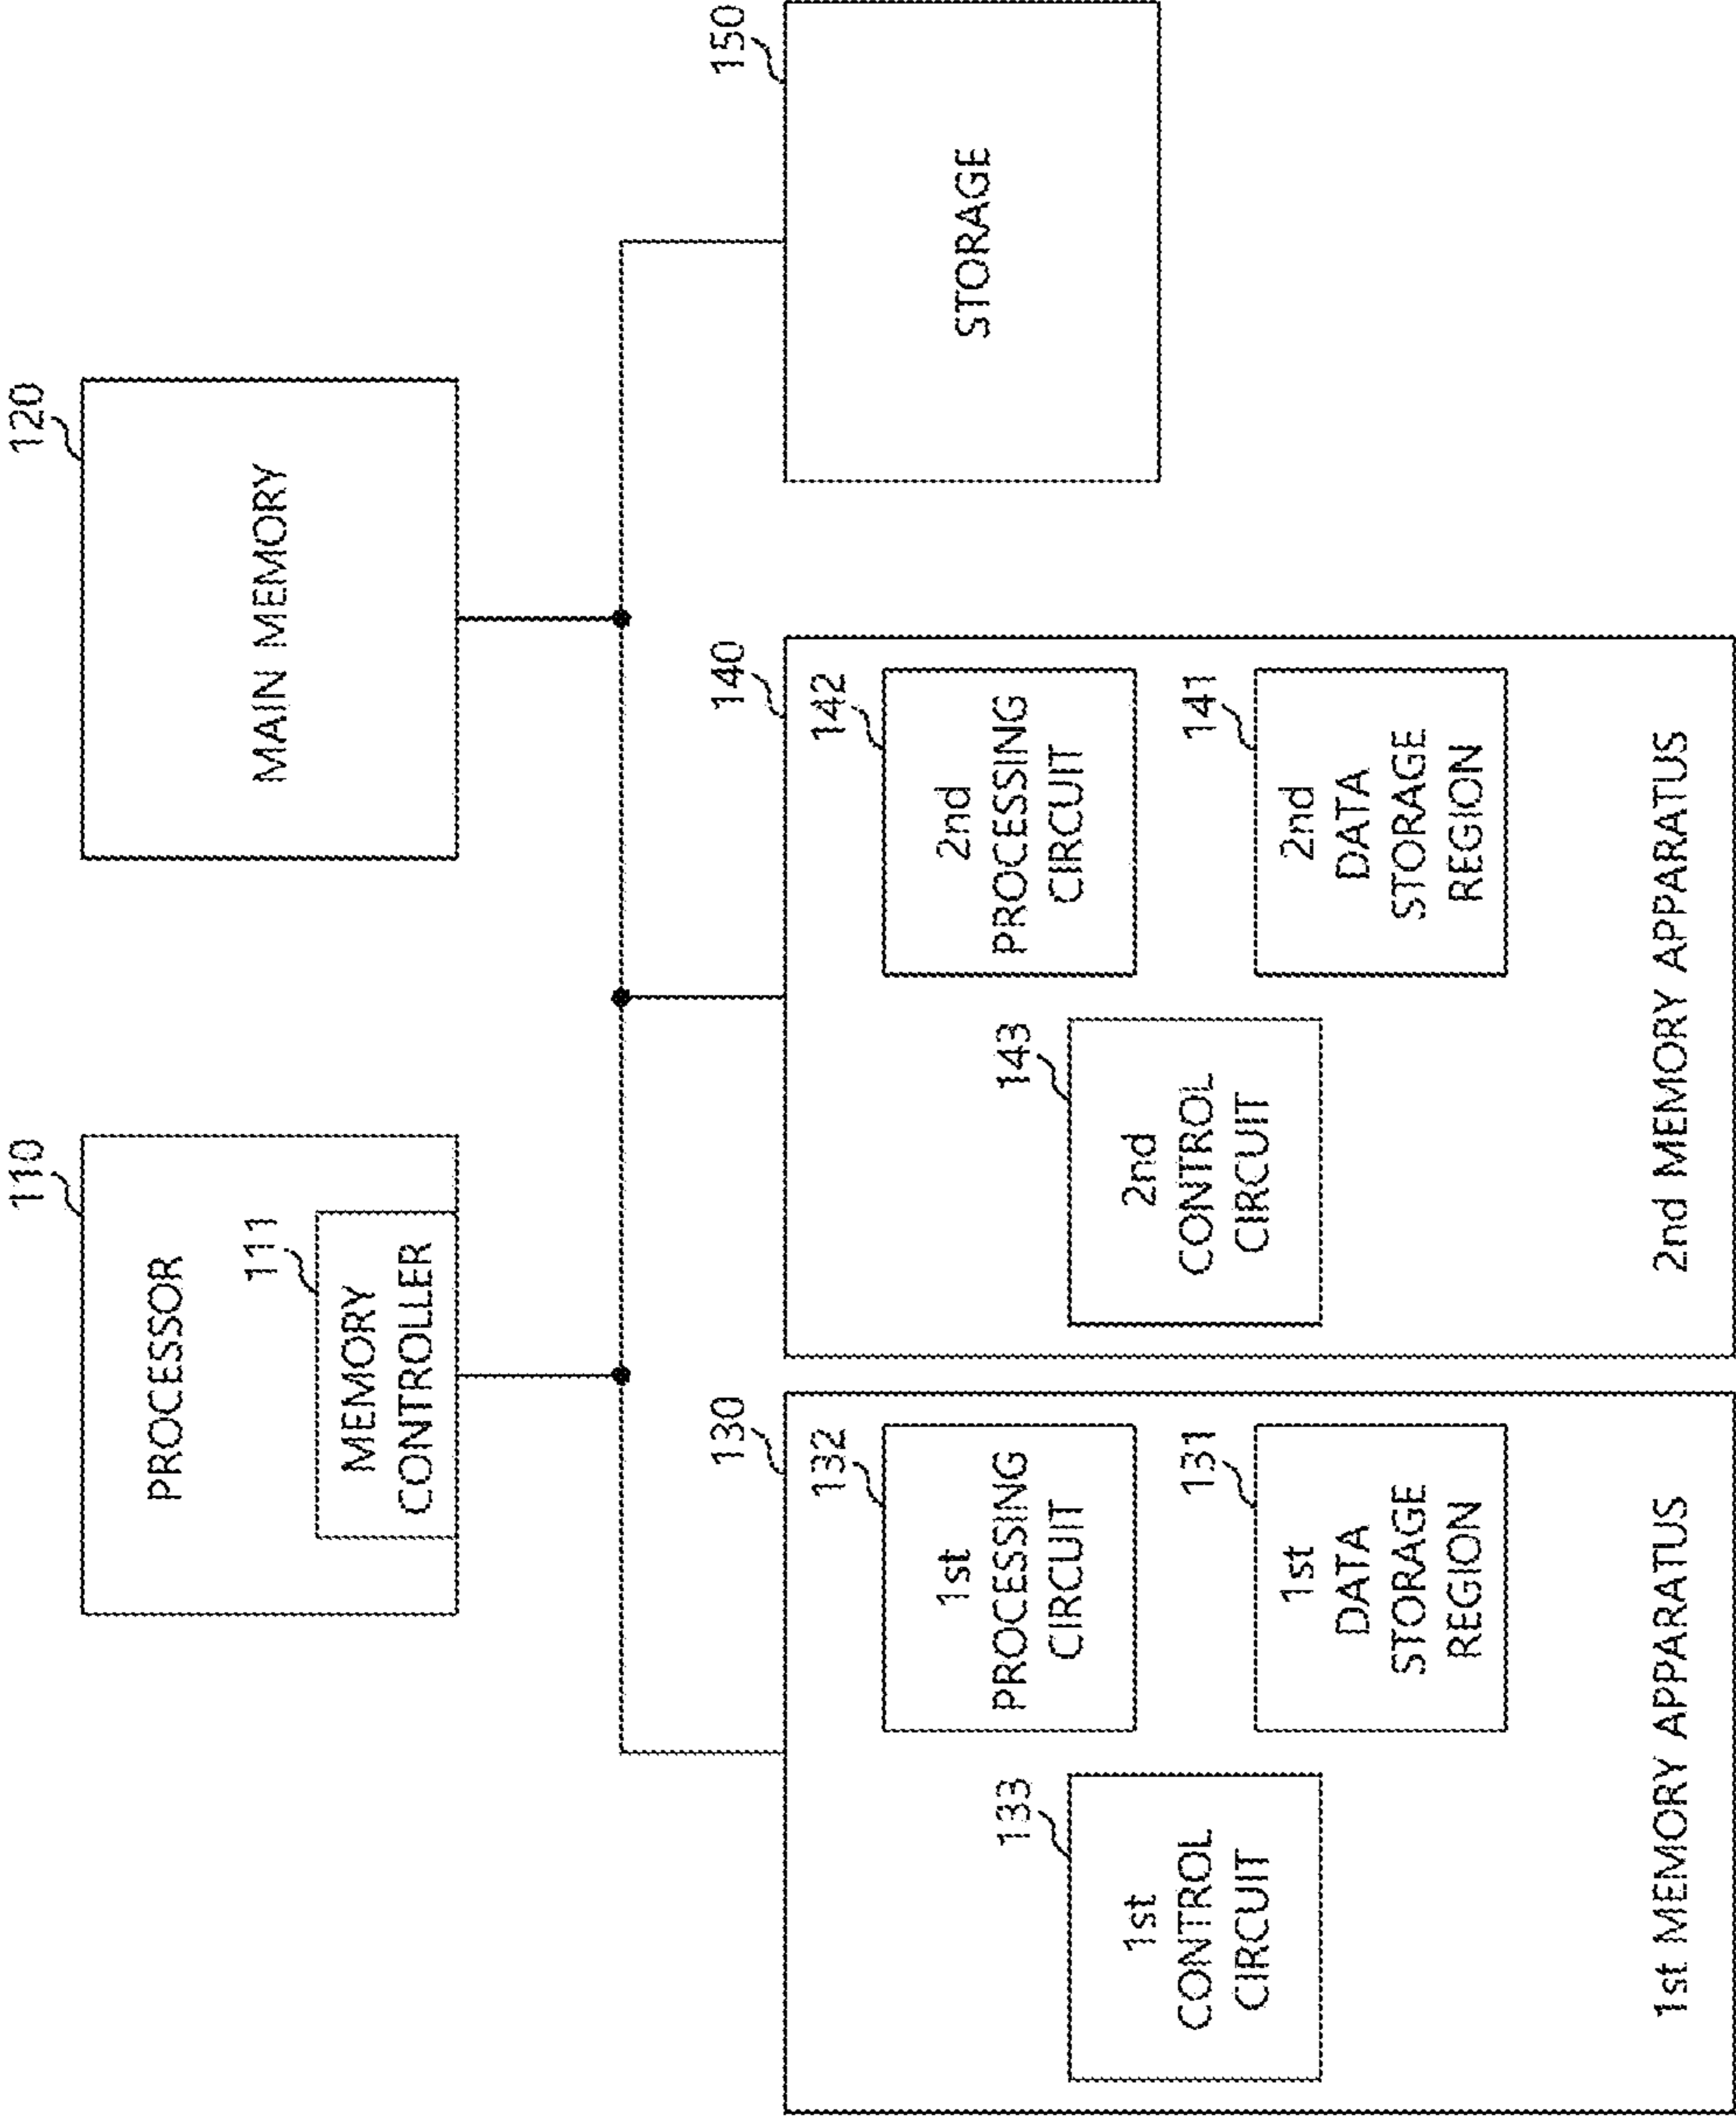 110
PROCESSOR
111
MEMORY
CONTROLLER
120
MAIN MEMORY
130
132
1st
PROCESSING
CIRCUIT
133
1st
CONTROL
CIRCUIT
131
1st
DATA
STORAGE
REGION
1st MEMORY APPARATUS
140
142
2nd
PROCESSING
CIRCUIT
143
2nd
CONTROL
CIRCUIT
141
2nd
DATA
STORAGE
REGION
2nd MEMORY APPARATUS
150
STORAGE